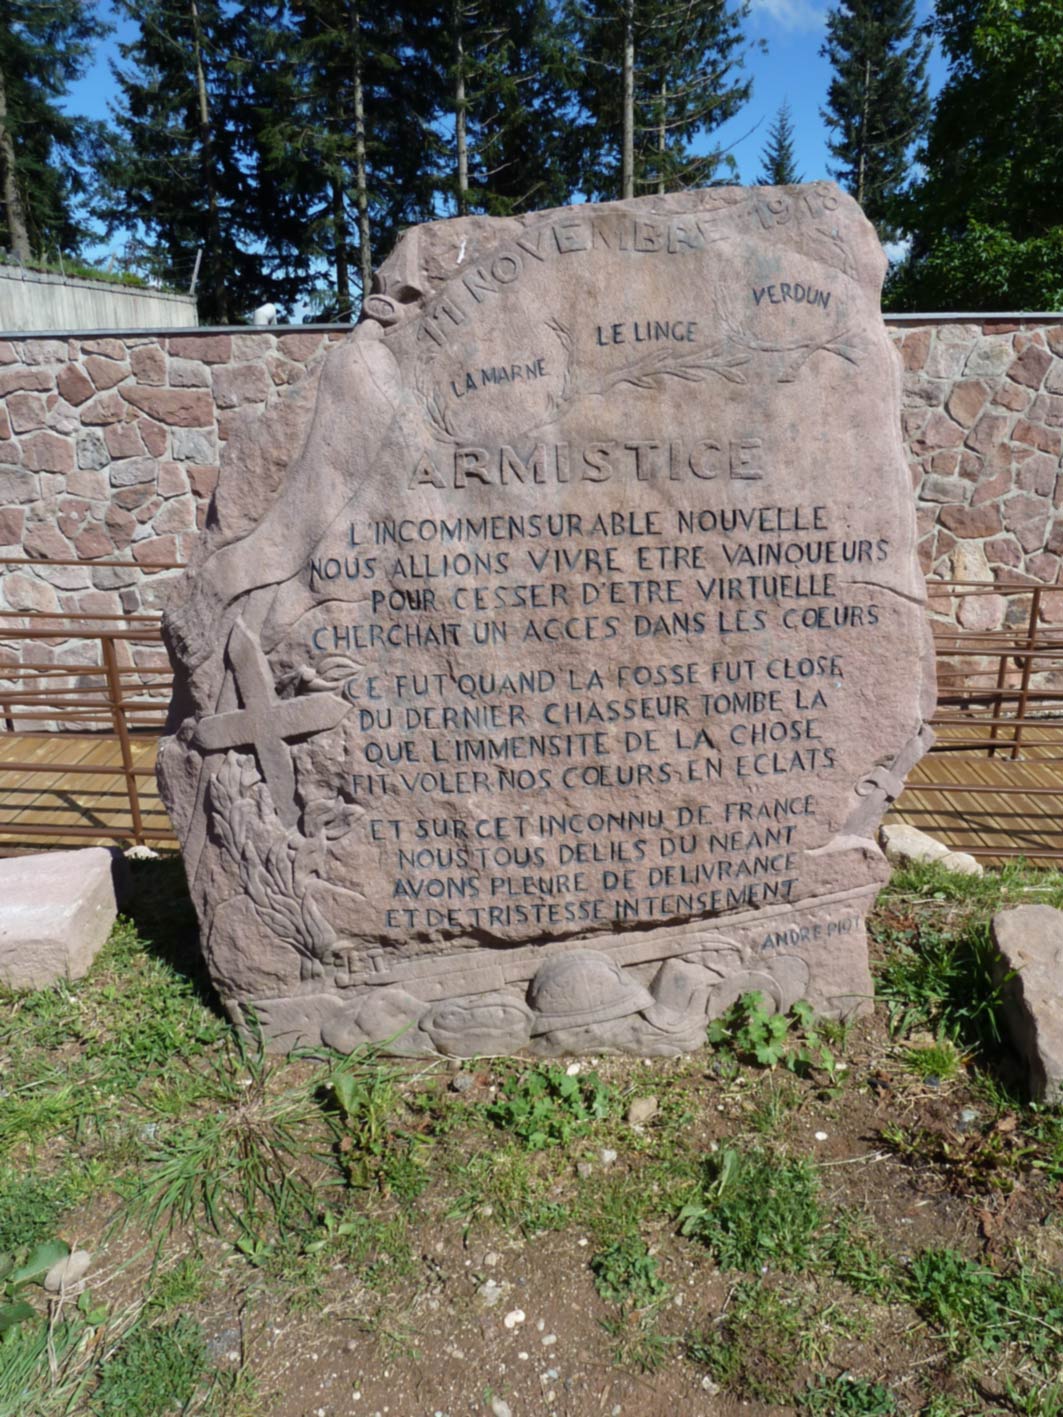 11 NOVEMBRE 1918
VERDUN
LE LINGE
LA MARNE
ARMISTICE
L'INCOMMENSURABLE NOUVELLE
NOUS ALLIONS VIVRE ETRE VAINQUEURS
POUR CESSER D'ETRE VIRTUELLE
CHERCHAIT UN ACCES DANS LES CŒURS
CE FUT QUAND LA FOSSE FUT CLOSE
DU DERNIER CHASSEUR TOMBE LA
QUE L'IMMENSITE DE LA CHOSE
FIT VOLER NOS CŒURS EN ECLATS
ET SUR CET INCONNU DE FRANCE
NOUS TOUS DELIES DU NEANT
AVONS PLEURE DE DELIVRANCE
ET DE TRISTESSE INTENSEMENT
ANDRE PIOT